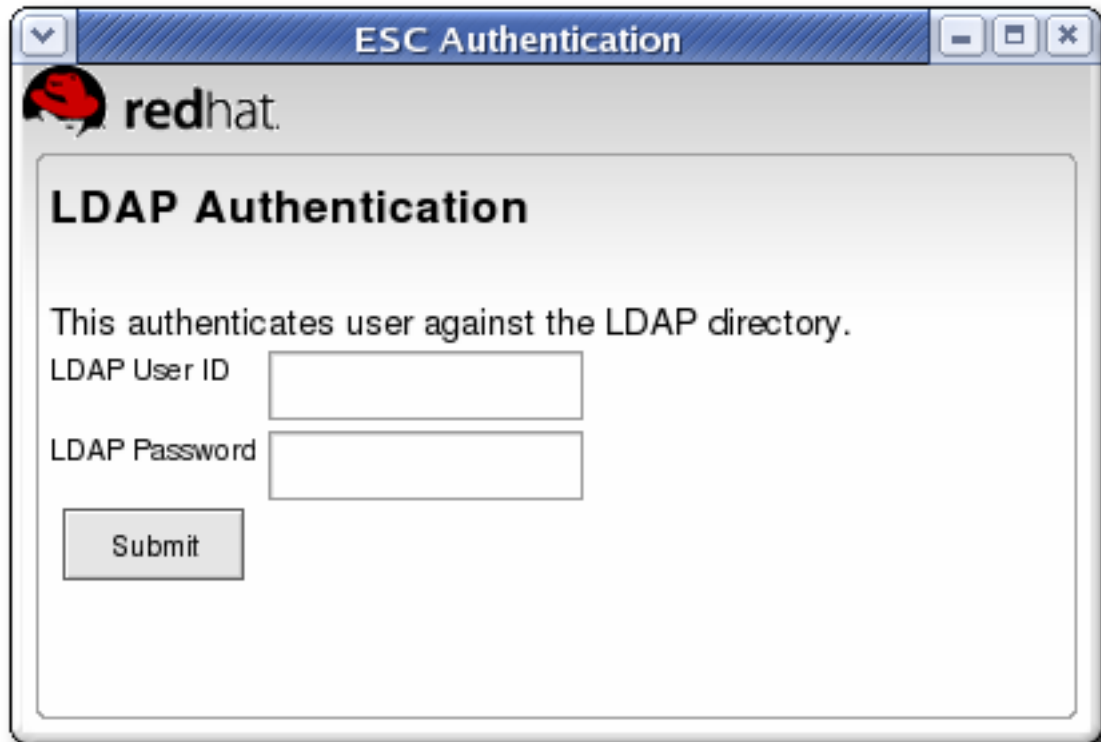 ESC Authentication
redhat.
LDAP Authentication
This authenticates user against the LDAP directory.
LDAP User ID
LDAP Password
Submit